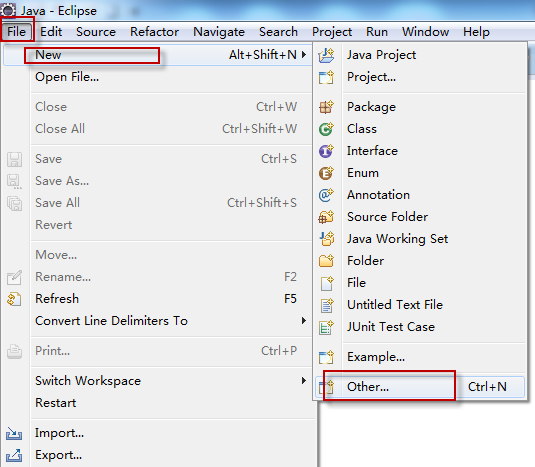 Java - Eclipse
File Edit Source Refactor Navigate Search Project Run Window Help
New Alt+Shift+N
Open File...
Close Ctrl+W
Close All Ctrl+Shift+W
Save Ctrl+S
Save As...
Save All Ctrl+Shift+S
Revert
Move...
Rename... F2
Refresh F5
Convert Line Delimiters To
Print... Ctrl+P
Switch Workspace
Restart
Import...
Export...
Java Project
Project...
Package
Class
Interface
Enum
Annotation
Source Folder
Java Working Set
Folder
File
Untitled Text File
JUnit Test Case
Example...
Other... Ctrl+N